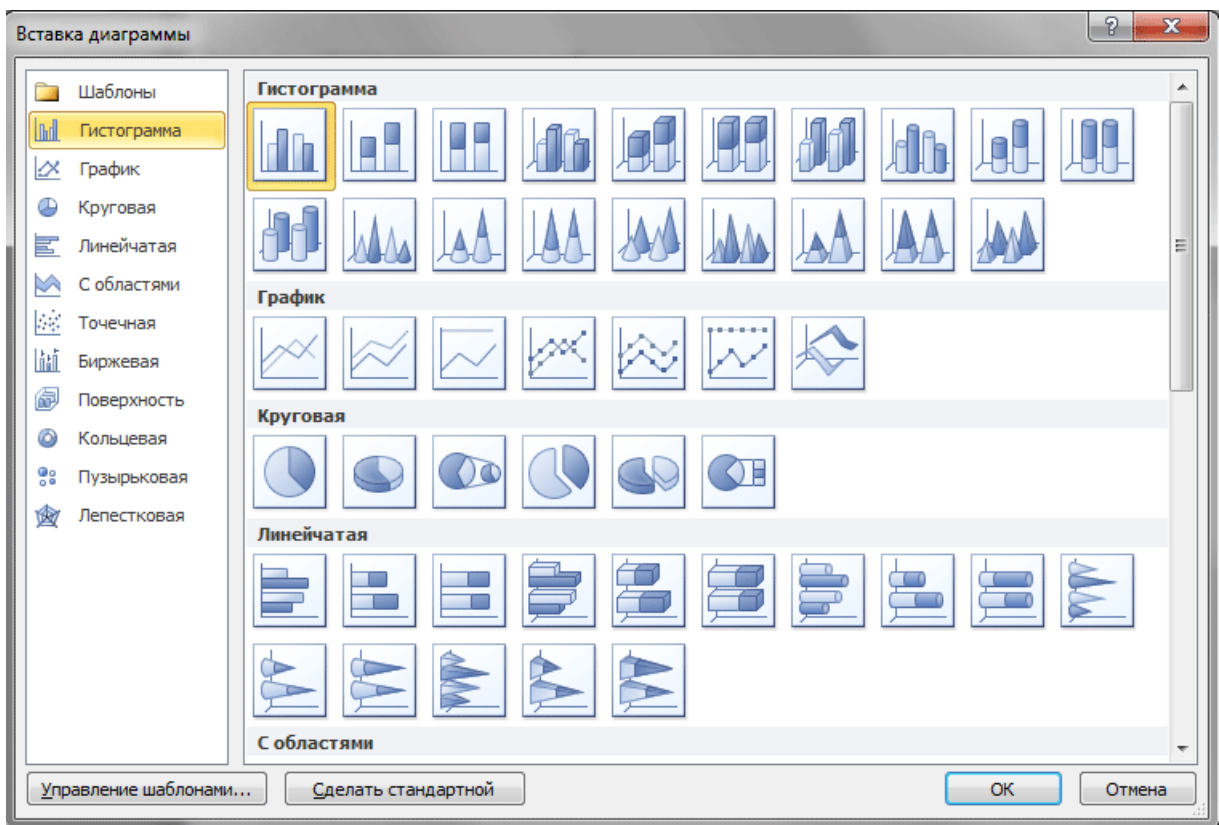 Вставка диаграммы
?
X
Шаблоны
Гистограмма
График
Круговая
Линейчатая
С областями
Точечная
Биржевая
Поверхность
Кольцевая
Пузырьковая
Лепестковая
Гистограмма
График
Круговая
Линейчатая
С областями
Управление шаблонами...
Сделать стандартной
ОК
Отмена